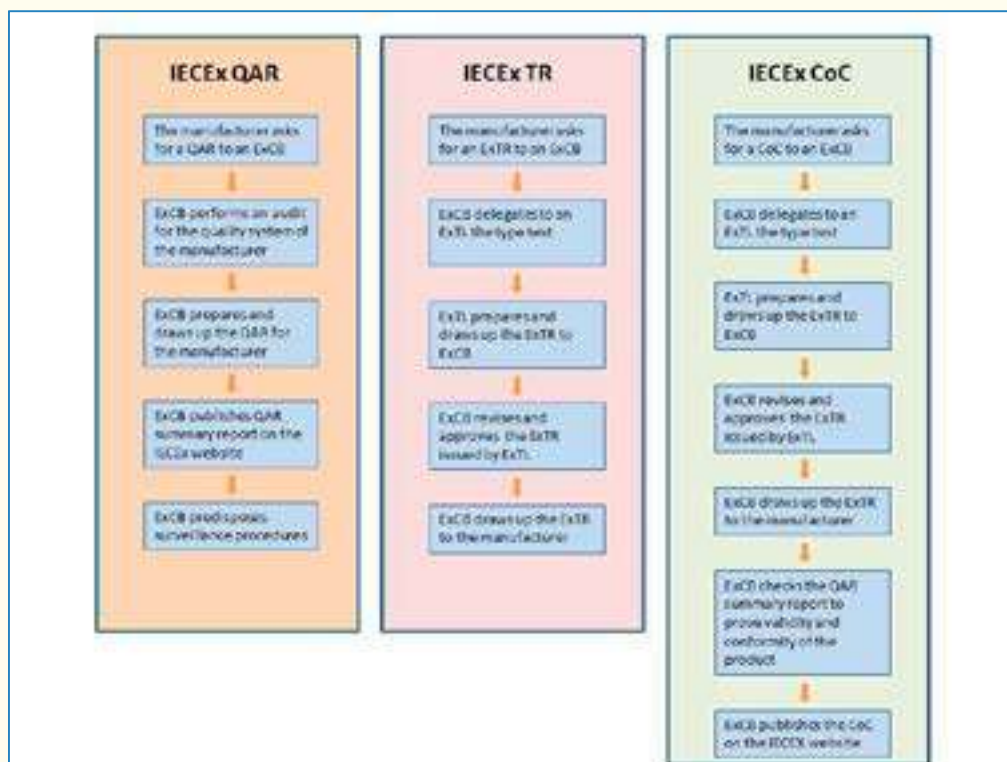 IECEx QAR
The manufacturer asks
for a QAR to an ExCB
ExCB performs an audit
for the quality system of
the manufacturer
ExCB prepares and
draws up the QAR for
the manufacturer
ExCB publishes QAR
summary report on the
IECEx website
ExCB predisposes
surveillance procedures
IECEx TR
The manufacturer asks
for an ExTR to an ExCB
ExCB delegates to an
ExTL the type test
ExTL prepares and
draws up the ExTR to
ExCB
ExCB revises and
approves the ExTR
issued by ExTL
ExCB draws up the ExTR
to the manufacturer
IECEx CoC
The manufacturer asks
for a CoC to an ExCB
ExCB delegates to an
ExTL the type test
ExTL prepares and
draws up the ExTR to
ExCB
ExCB revises and
approves the ExTR
issued by ExTL
ExCB draws up the ExTR
to the manufacturer
ExCB checks the QAR
summary report to
prove validity and
conformity of the
product
ExCB publishes the CoC
on the IECEx website